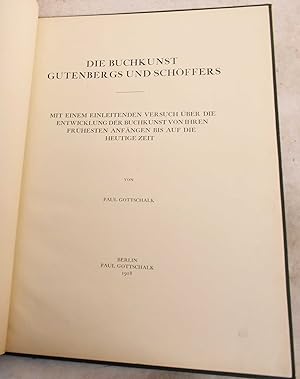 DIE BUCHKUNST
GUTENBERGS UND SCHÖFFERS
MIT EINEM EINLEITENDEN VERSUCH ÜBER DIE
ENTWICKLUNG DER BUCHKUNST VON IHREN
FRÜHESTEN ANFÄNGEN BIS AUF DIE
HEUTIGE ZEIT
VON
PAUL GOTTSCHALK
BERLIN
PAUL GOTTSCHALK
1918